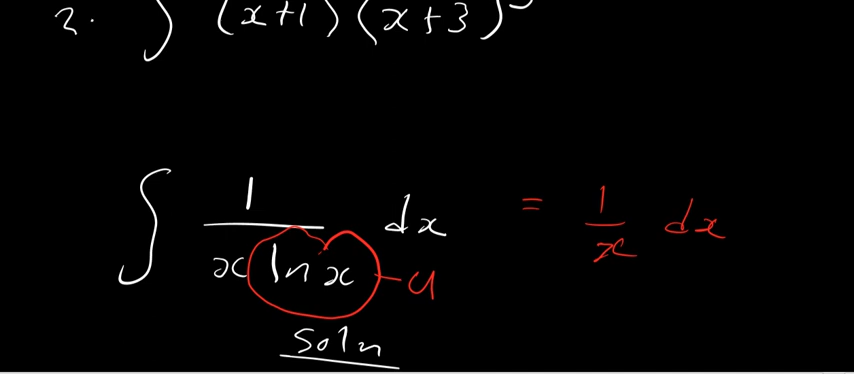 2. ∫ (x+1)(x+3)
∫ 1/(x ln x) dx = 1/x dx
u
soln